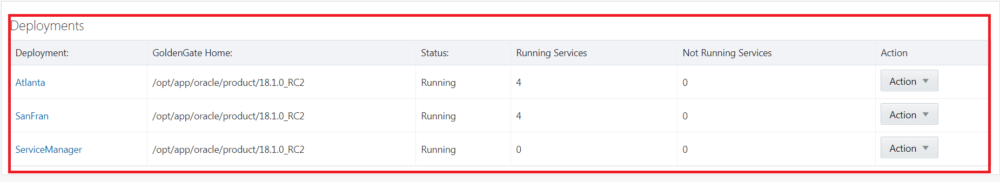 Deployments
Deployment: GoldenGate Home: Status: Running Services Not Running Services Action
Atlanta /opt/app/oracle/product/18.1.0_RC2 Running 4 0 Action
SanFran /opt/app/oracle/product/18.1.0_RC2 Running 4 0 Action
ServiceManager /opt/app/oracle/product/18.1.0_RC2 Running 0 0 Action